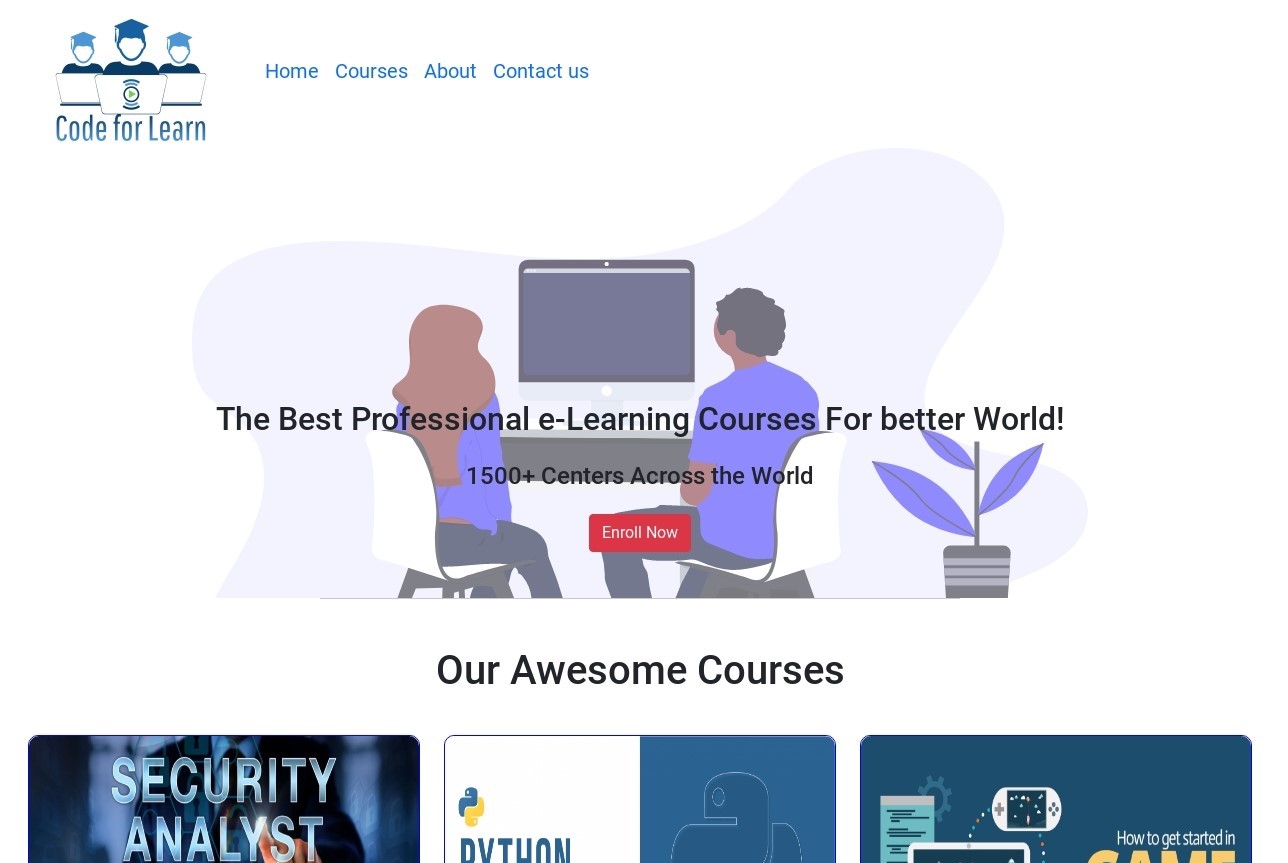 Code for Learn
Home Courses About Contact us
The Best Professional e-Learning Courses For better World!
1500+ Centers Across the World
Enroll Now
Our Awesome Courses
SECURITY
ANALYST
PYTHON
How to get started in
GAME